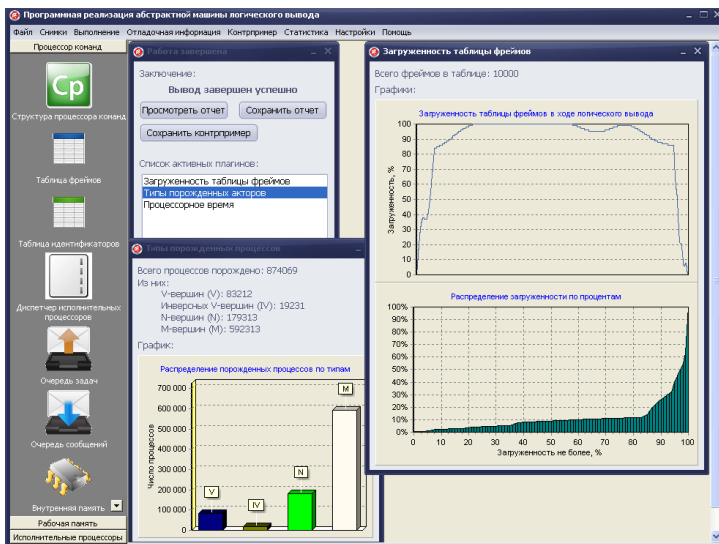 Программная реализация абстрактной машины логического вывода
Файл Снимки Выполнение Отладочная информация Контрпример Статистика Настройки Помощь
Процессор команд
Cp
Структура процессора команд
Таблица фреймов
Таблица идентификаторов
Диспетчер исполнительных
процессоров
Очередь задач
Очередь сообщений
Внутренняя память
Рабочая память
Исполнительные процессоры
Работа завершена
Заключение:
Вывод завершен успешно
Просмотреть отчет
Сохранить отчет
Сохранить контрпример
Список активных плагинов:
Загруженность таблицы фреймов
Типы порожденных акторов
Процессорное время
Типы порожденных процессов
Всего процессов порождено: 874069
Из них:
V-вершин (V): 83212
Инверсных V-вершин (IV): 19231
N-вершин (N): 179313
M-вершин (M): 592313
График:
Распределение порожденных процессов по типам
Число процессов
700 000
600 000
500 000
400 000
300 000
200 000
100 000
0
V
IV
N
M
Загруженность таблицы фреймов
Всего фреймов в таблице: 10000
Графики:
Загруженность таблицы фреймов в ходе логического вывода
Загруженность, %
100
90
80
70
60
50
40
30
20
10
0
Распределение загруженности по процентам
100%
90%
80%
70%
60%
50%
40%
30%
20%
10%
0%
0 10 20 30 40 50 60 70 80 90 100
Загруженность не более, %